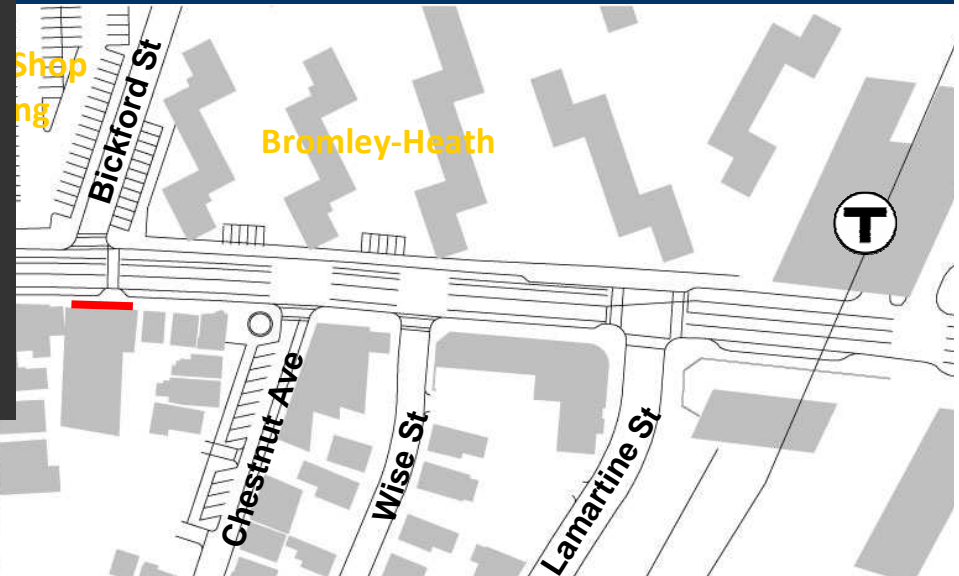 Shop
ng
Bickford St
Bromley-Heath
T
Chestnut Ave
Wise St
Lamartine St